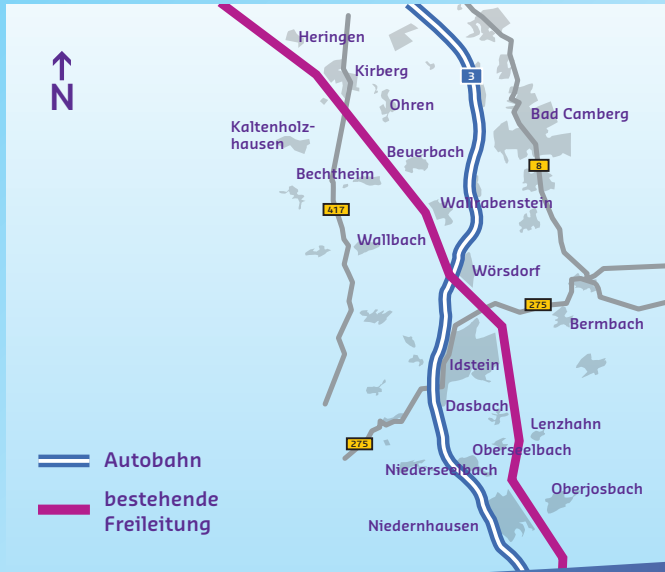 Heringen
Kirberg
3
N
Ohren
Bad Camberg
Kaltenholz-
hausen
Beuerbach
8
Bechtheim
Wallrabenstein
417
Wallbach
Wörsdorf
275
Bermbach
Idstein
Dasbach
Lenzhahn
275
Oberseelbach
Autobahn
Niederseelbach
Oberjosbach
bestehende
Freileitung
Niedernhausen